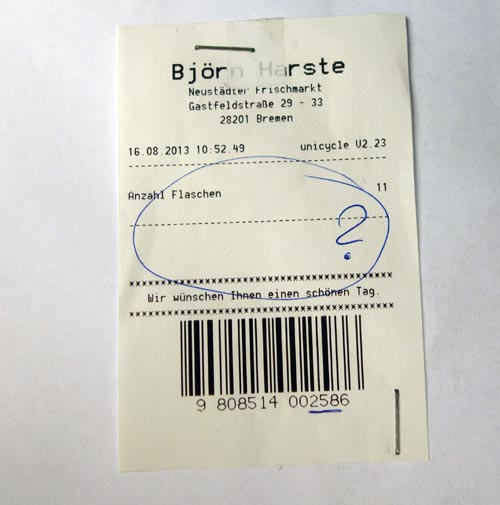 Björn Harste
Neustädter Frischmarkt
Gastfeldstraße 29 - 33
28201 Bremen
16.08.2013 10:52.49 unicycle V2.23
Anzahl Flaschen 11
?
Wir wünschen Ihnen einen schönen Tag.
9 808514 002586